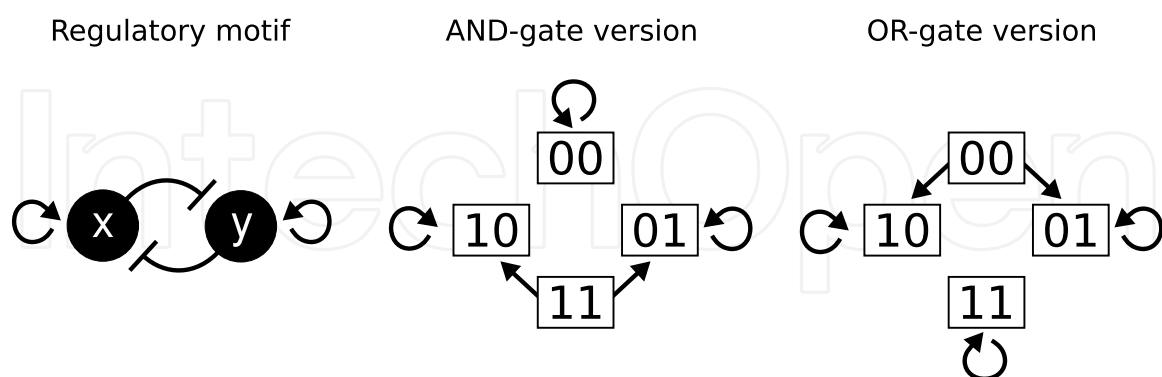 Regulatory motif
AND-gate version
OR-gate version
IntechOpen
x
y
00
10
01
11
00
10
01
11